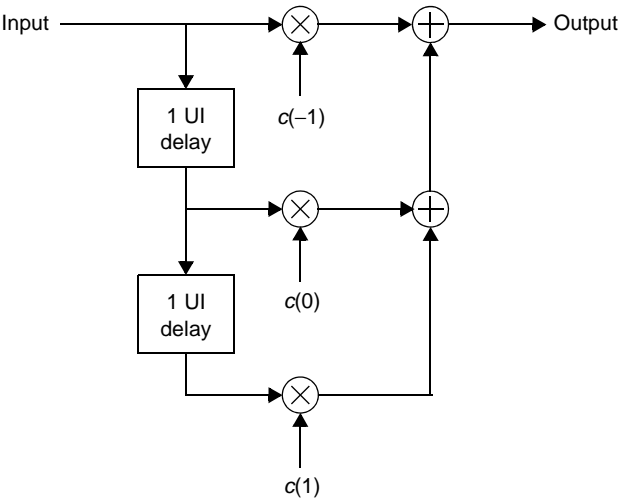 Input
Output
c(−1)
1 UI
delay
c(0)
1 UI
delay
c(1)